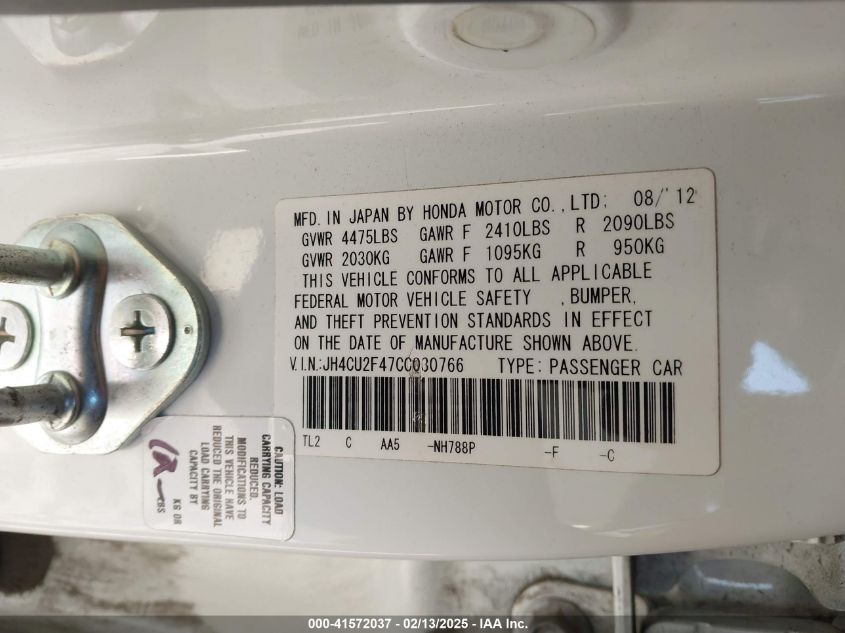 MFD. IN JAPAN BY HONDA MOTOR CO.,LTD; 08/'12
GVWR 4475LBS GAWR F 2410LBS R 2090LBS
GVWR 2030KG GAWR F 1095KG R 950KG
THIS VEHICLE CONFORMS TO ALL APPLICABLE
FEDERAL MOTOR VEHICLE SAFETY ,BUMPER,
AND THEFT PREVENTION STANDARDS IN EFFECT
ON THE DATE OF MANUFACTURE SHOWN ABOVE.
V.I.N.:JH4CU2F47CC030766 TYPE: PASSENGER CAR
TL2 C AA5 -NH788P -F -C
CAUTION: LOAD
CARRYING CAPACITY
REDUCED.
MODIFICATIONS TO
THIS VEHICLE HAVE
REDUCED THE ORIGINAL
LOAD CARRYING
CAPACITY BY
KG OR
LBS
000-41572037 - 02/13/2025 - IAA Inc.